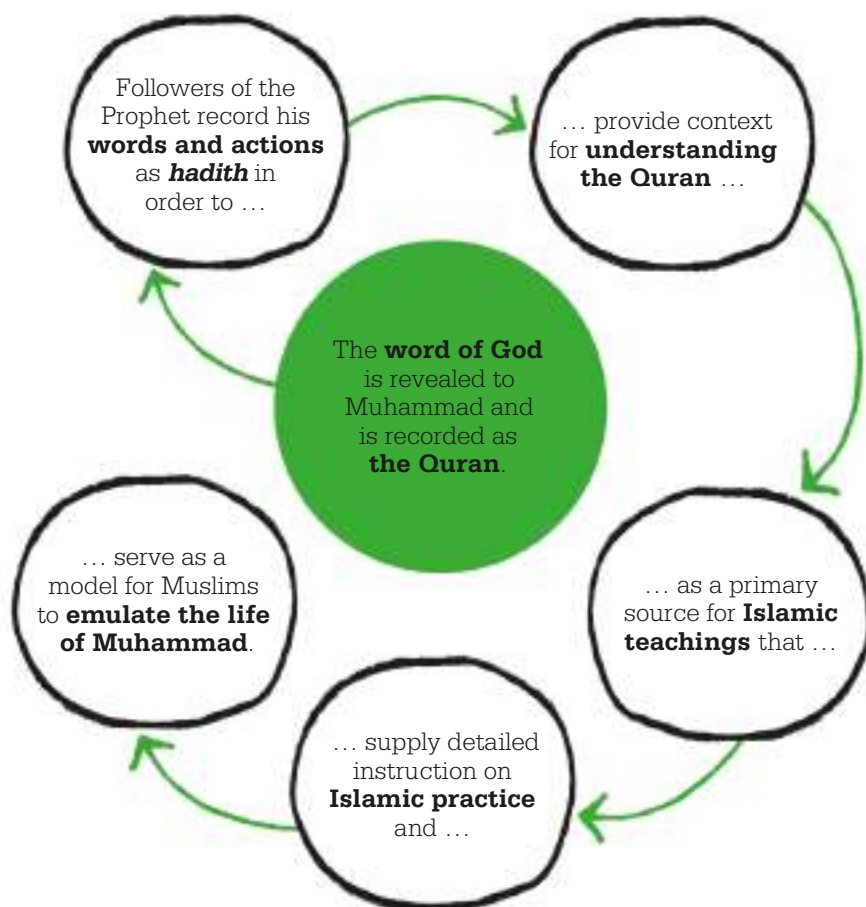 The word of God
is revealed to
Muhammad and
is recorded as
the Quran.
Followers of the
Prophet record his
words and actions
as hadith in
order to …
… provide context
for understanding
the Quran …
… as a primary
source for Islamic
teachings that …
… supply detailed
instruction on
Islamic practice
and …
… serve as a
model for Muslims
to emulate the life
of Muhammad.